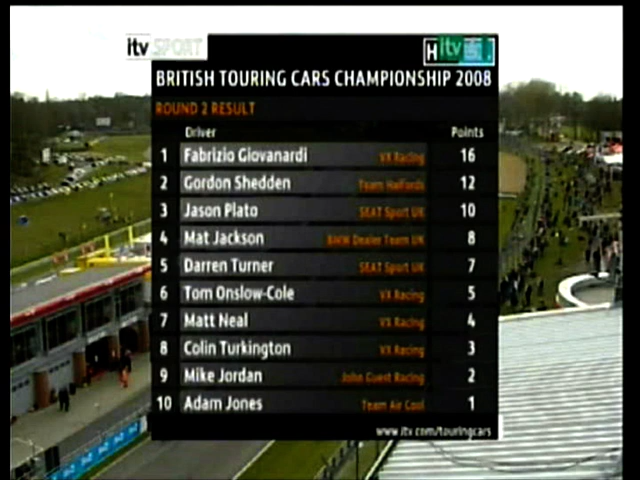 itv SPORT
H itv
BRITISH TOURING CARS CHAMPIONSHIP 2008
ROUND 2 RESULT
Driver Points
1 Fabrizio Giovanardi VX Racing 16
2 Gordon Shedden Team Halfords 12
3 Jason Plato SEAT Sport UK 10
4 Mat Jackson BMW Dealer Team UK 8
5 Darren Turner SEAT Sport UK 7
6 Tom Onslow-Cole VX Racing 5
7 Matt Neal VX Racing 4
8 Colin Turkington VX Racing 3
9 Mike Jordan John Guest Racing 2
10 Adam Jones Team Air Cool 1
www.itv.com/touringcars